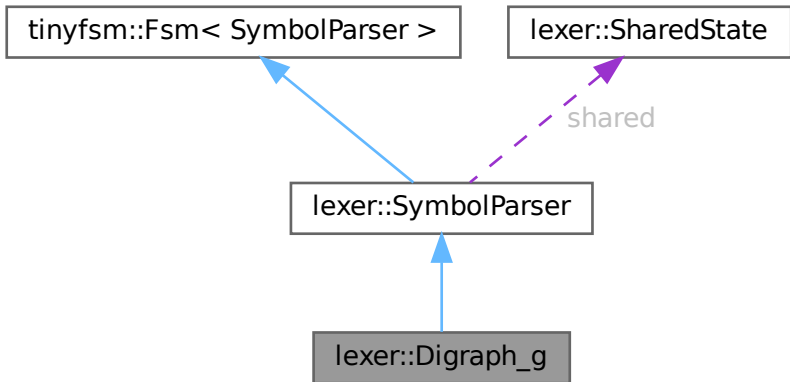 tinyfsm::Fsm< SymbolParser >
lexer::SharedState
shared
lexer::SymbolParser
lexer::Digraph_g